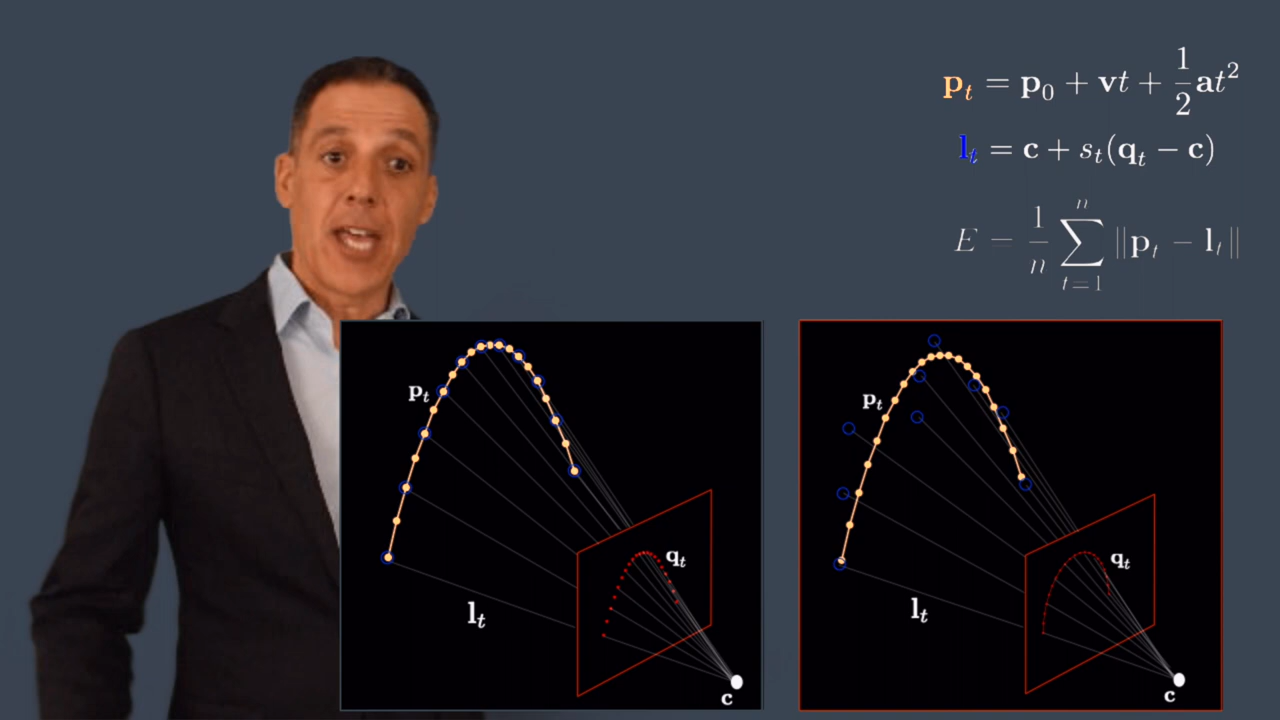 p_t = p_0 + vt + 1/2 at^2
l_t = c + s_t(q_t − c)
E = 1/n ∑_{t=1}^{n} ‖p_t − l_t‖
p_t
q_t
l_t
c
p_t
q_t
l_t
c